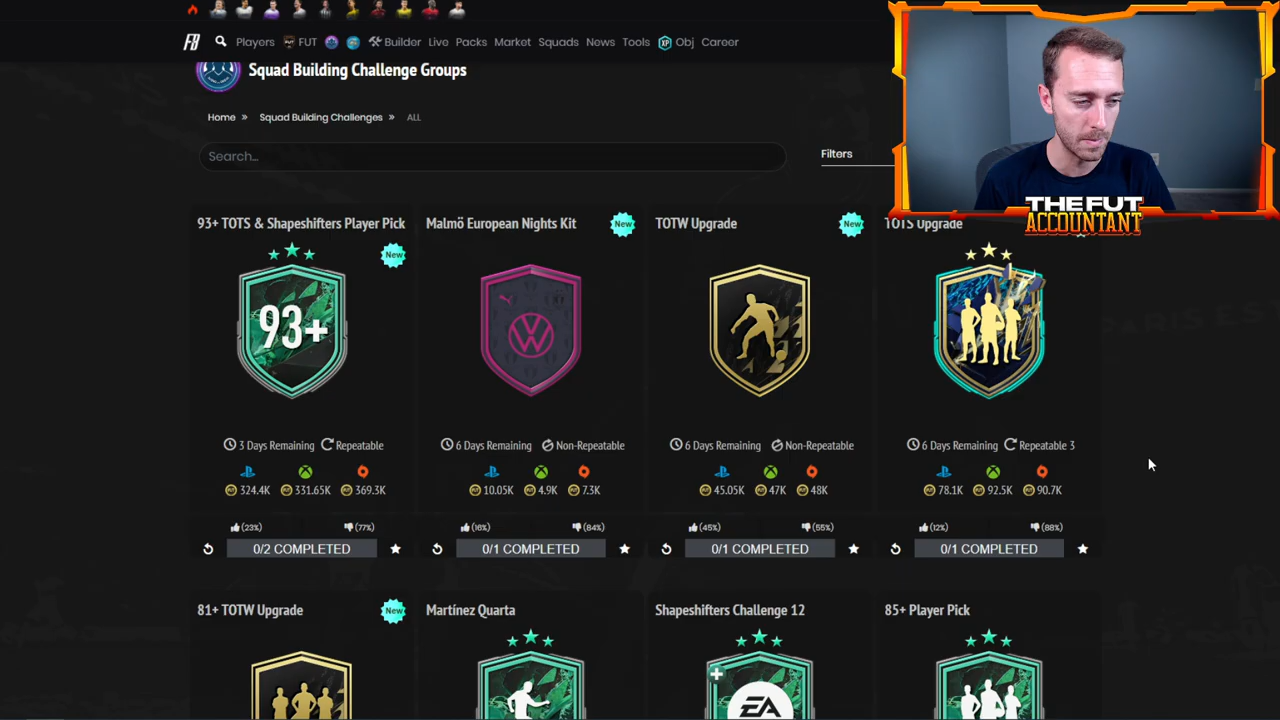 FB Players FUT Builder Live Packs Market Squads News Tools XP Obj Career
Squad Building Challenge Groups
Home » Squad Building Challenges » ALL
Search...
Filters
THE FUT
ACCOUNTANT
93+ TOTS & Shapeshifters Player Pick
New
Malmö European Nights Kit
New
TOTW Upgrade
New
TOTS Upgrade
93+
3 Days Remaining Repeatable
6 Days Remaining Non-Repeatable
6 Days Remaining Non-Repeatable
6 Days Remaining Repeatable 3
324.4K 331.65K 369.3K
10.05K 4.9K 7.3K
45.05K 47K 48K
78.1K 92.5K 90.7K
(23%) (77%)
(16%) (84%)
(45%) (55%)
(12%) (88%)
0/2 COMPLETED
0/1 COMPLETED
0/1 COMPLETED
0/1 COMPLETED
81+ TOTW Upgrade
New
Martínez Quarta
Shapeshifters Challenge 12
85+ Player Pick
EA